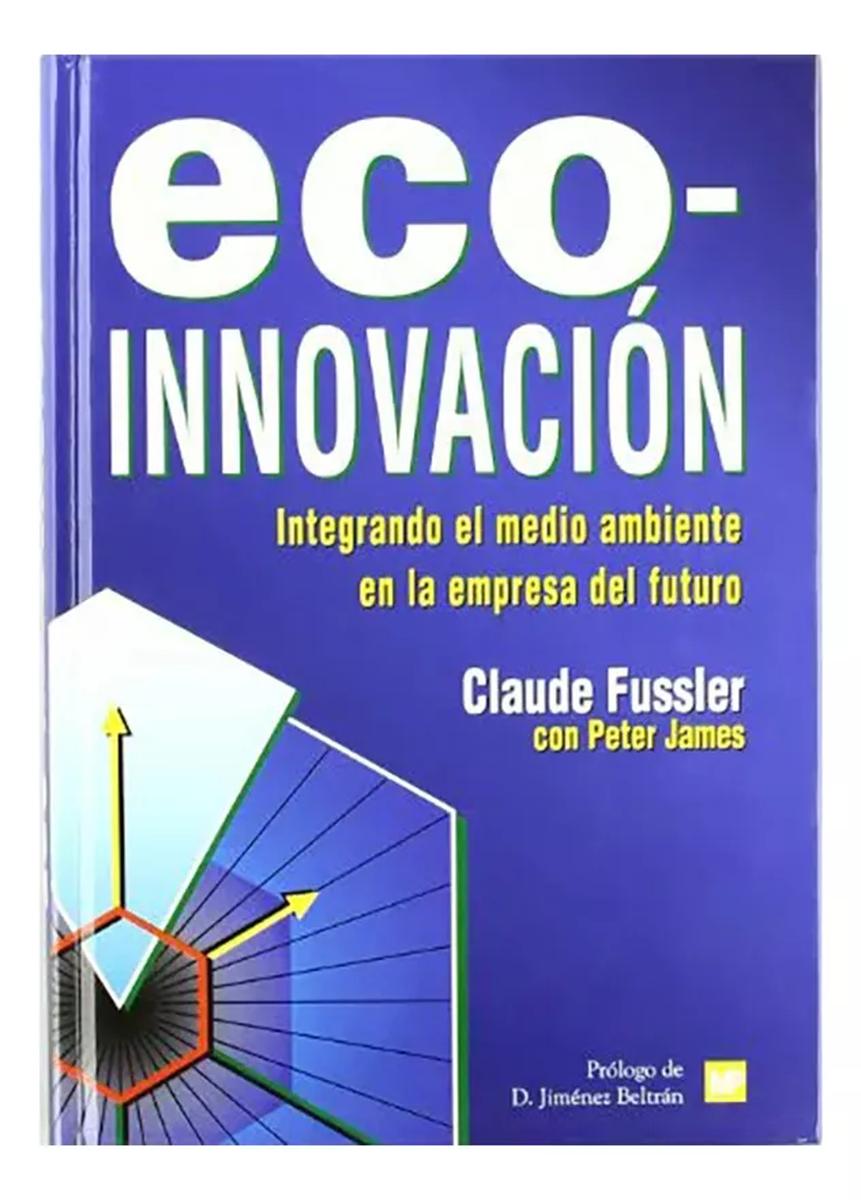 eco-
INNOVACIÓN
Integrando el medio ambiente
en la empresa del futuro
Claude Fussler
con Peter James
Prólogo de
D. Jiménez Beltrán